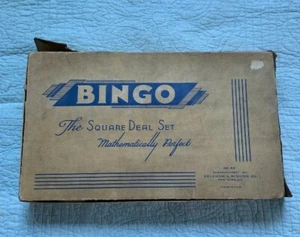 BINGO
The SQUARE DEAL SET
Mathematically Perfect